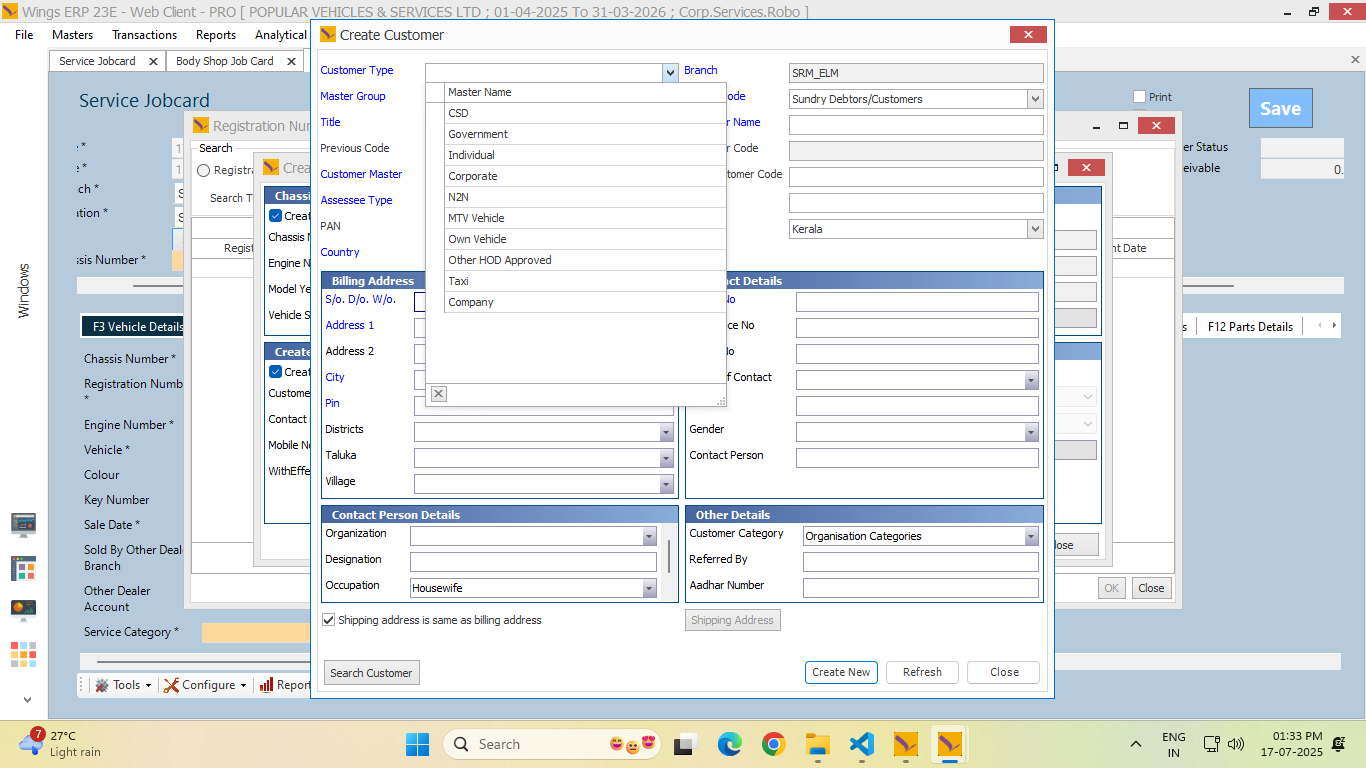 Wings ERP 23E - Web Client - PRO [ POPULAR VEHICLES & SERVICES LTD ; 01-04-2025 To 31-03-2026 ; Corp.Services.Robo ]
File Masters Transactions Reports Analytical
Service Jobcard Body Shop Job Card
Service Jobcard
Print
Save
Windows
Registration Nu
Search
Registra
Search T
Regist
nt Date
er Status
eivable 0.
ch *
ation *
ssis Number *
F3 Vehicle Details
F12 Parts Details
Chassis Number *
Registration Numb
*
Engine Number *
Vehicle *
Colour
Key Number
Sale Date *
Sold By Other Deal
Branch
Other Dealer
Account
Service Category *
Tools Configure Report
OK Close
Crea
Chassi
Creat
Chassis N
Engine N
Model Ye
Vehicle S
Create
Creat
Custome
Contact
Mobile No
WithEffe
lose
Create Customer
Customer Type
Branch SRM_ELM
Master Group
ode Sundry Debtors/Customers
Title
r Name
Previous Code
r Code
Customer Master
tomer Code
Assessee Type
PAN
Kerala
Country
Master Name
CSD
Government
Individual
Corporate
N2N
MTV Vehicle
Own Vehicle
Other HOD Approved
Taxi
Company
Billing Address
ct Details
S/o. D/o. W/o.
No
Address 1
ce No
Address 2
No
City
of Contact
Pin
Districts
Gender
Taluka
Contact Person
Village
Contact Person Details
Other Details
Organization
Customer Category Organisation Categories
Designation
Referred By
Occupation Housewife
Aadhar Number
Shipping address is same as billing address
Shipping Address
Search Customer
Create New Refresh Close
7
27°C
Light rain
Search
ENG
IN
01:33 PM
17-07-2025